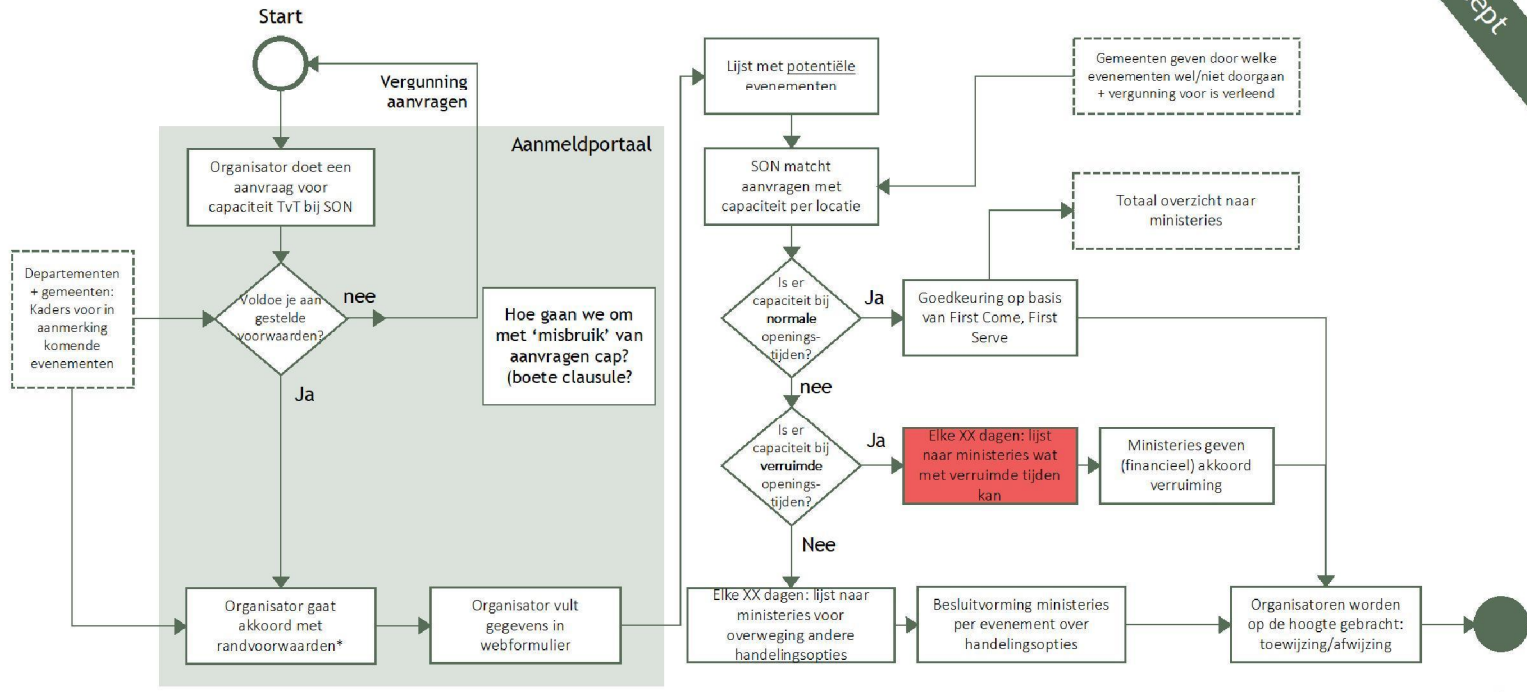 Start
Vergunning
aanvragen
Aanmeldportaal
Organisator doet een
aanvraag voor
capaciteit TvT bij SON
Departementen
+ gemeenten:
Kaders voor in
aanmerking
komende
evenementen
Voldoe je aan
gestelde
voorwaarden?
nee
Ja
Hoe gaan we om
met ‘misbruik’ van
aanvragen cap?
(boete clausule?
Organisator gaat
akkoord met
randvoorwaarden*
Organisator vult
gegevens in
webformulier
Lijst met potentiële
evenementen
Gemeenten geven door welke
evenementen wel/niet doorgaan
+ vergunning voor is verleend
SON matcht
aanvragen met
capaciteit per locatie
Totaal overzicht naar
ministeries
Is er
capaciteit bij
normale
openings-
tijden?
Ja
nee
Goedkeuring op basis
van First Come, First
Serve
Is er
capaciteit bij
verruimde
openings-
tijden?
Ja
Nee
Elke XX dagen: lijst
naar ministeries wat
met verruimde tijden
kan
Ministeries geven
(financieel) akkoord
verruiming
Elke XX dagen: lijst naar
ministeries voor
overweging andere
handelingsopties
Besluitvorming ministeries
per evenement over
handelingsopties
Organisatoren worden
op de hoogte gebracht:
toewijzing/afwijzing